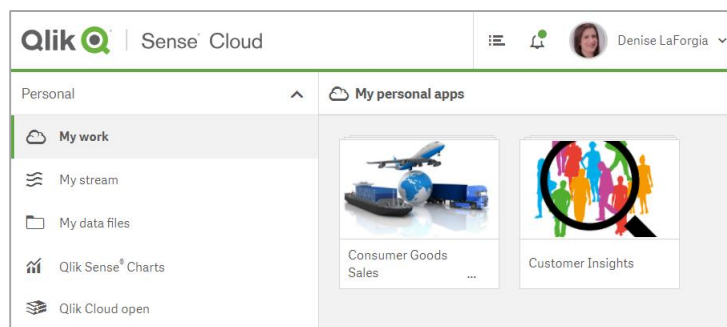 Qlik Q Sense® Cloud
Denise LaForgia
Personal
My personal apps
My work
My stream
My data files
Qlik Sense® Charts
Qlik Cloud open
Consumer Goods
Sales ...
Customer Insights